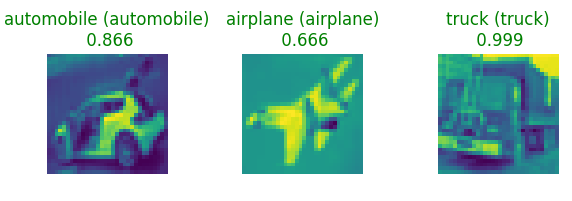 automobile (automobile)
0.866
airplane (airplane)
0.666
truck (truck)
0.999